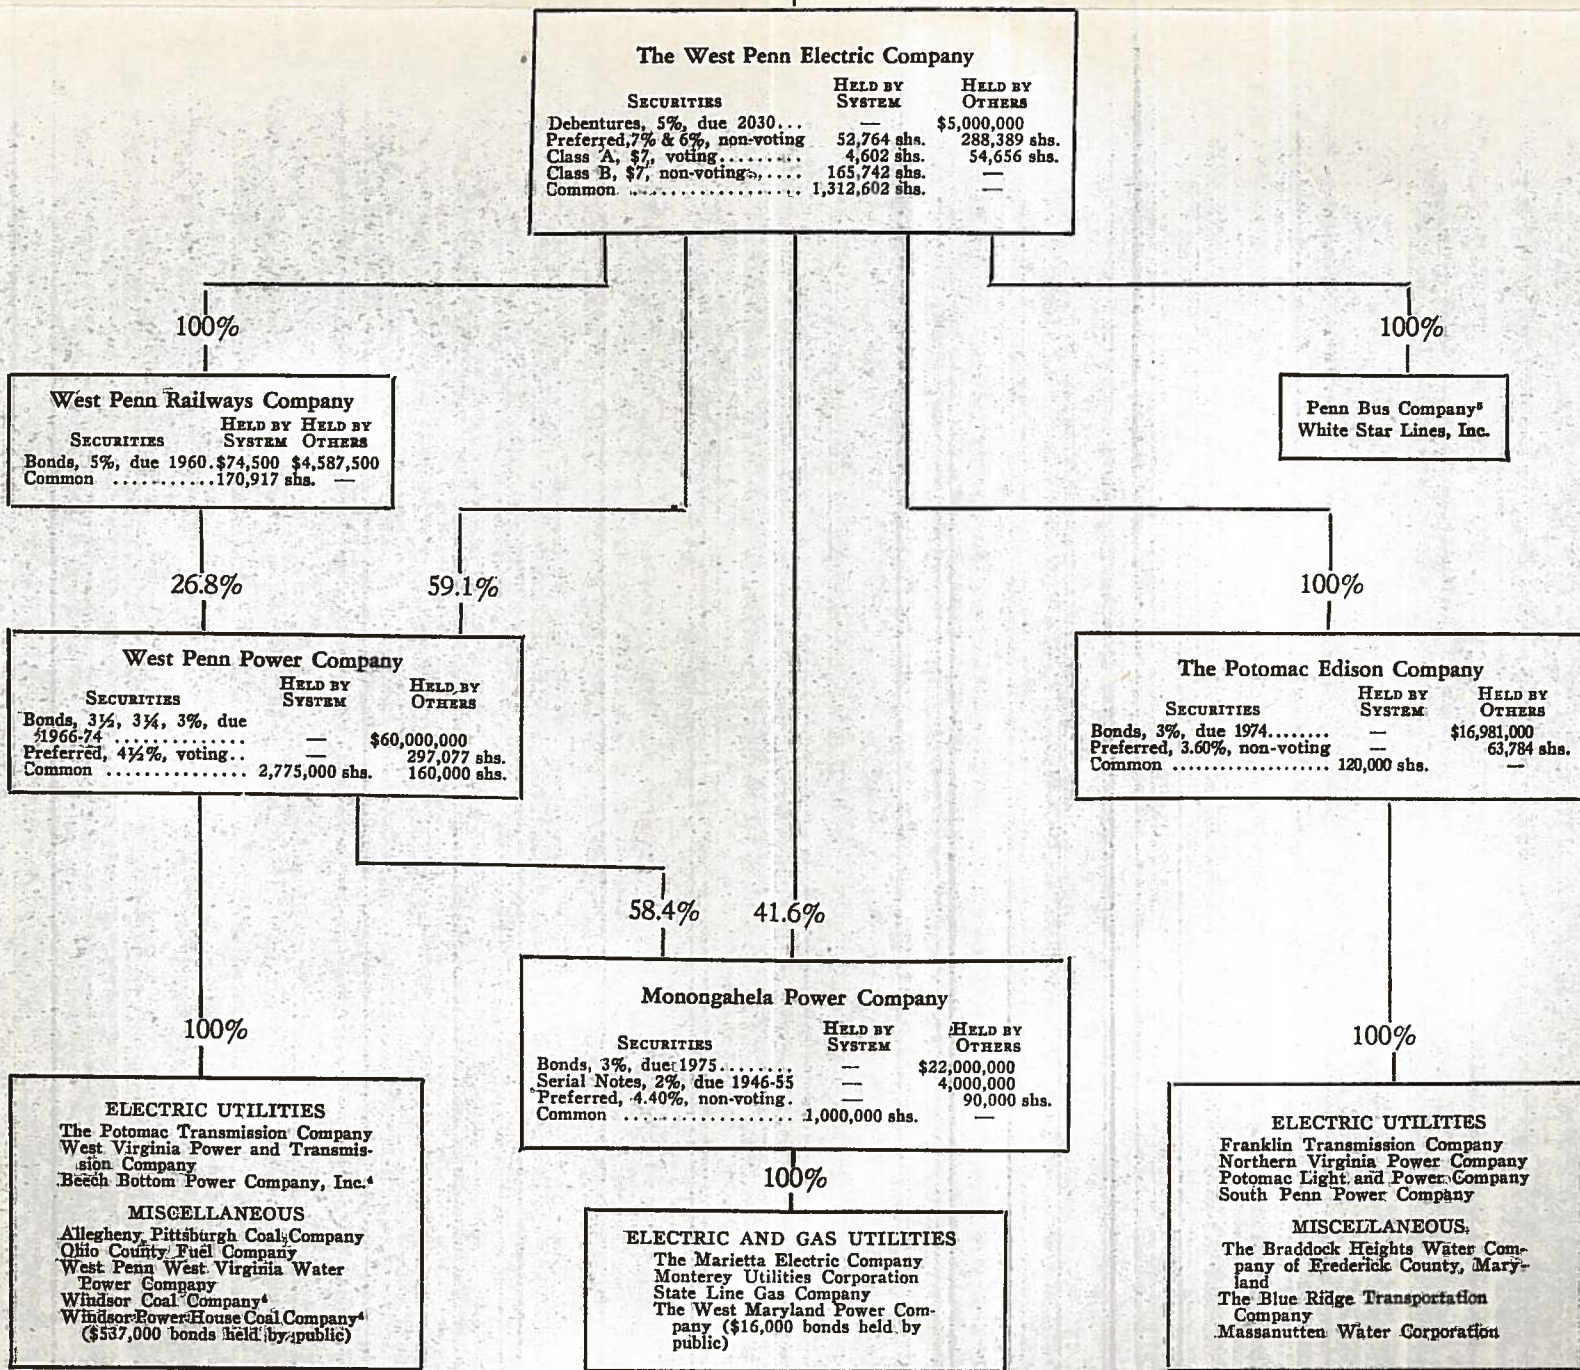 The West Penn Electric Company
SECURITIES HELD BY SYSTEM HELD BY OTHERS
Debentures, 5%, due 2030... — $5,000,000
Preferred, 7% & 6%, non-voting 52,764 shs. 288,389 shs.
Class A, $7, voting......... 4,602 shs. 54,656 shs.
Class B, $7, non-voting..... 165,742 shs. —
Common ................. 1,312,602 shs. —
100%
100%
West Penn Railways Company
SECURITIES HELD BY SYSTEM HELD BY OTHERS
Bonds, 5%, due 1960. $74,500 $4,587,500
Common ...........170,917 shs. —
Penn Bus Company⁵
White Star Lines, Inc.
26.8%
59.1%
100%
West Penn Power Company
SECURITIES HELD BY SYSTEM HELD BY OTHERS
Bonds, 3½, 3¼, 3%, due
1966-74 .............. — $60,000,000
Preferred, 4½%, voting.. — 297,077 shs.
Common ............... 2,775,000 shs. 160,000 shs.
The Potomac Edison Company
SECURITIES HELD BY SYSTEM HELD BY OTHERS
Bonds, 3%, due 1974........ — $16,981,000
Preferred, 3.60%, non-voting — 63,784 shs.
Common ................... 120,000 shs. —
58.4%
41.6%
100%
100%
Monongahela Power Company
SECURITIES HELD BY SYSTEM HELD BY OTHERS
Bonds, 3%, due 1975........ — $22,000,000
Serial Notes, 2%, due 1946-55 — 4,000,000
Preferred, 4.40%, non-voting. — 90,000 shs.
Common ................. 1,000,000 shs. —
100%
ELECTRIC UTILITIES
The Potomac Transmission Company
West Virginia Power and Transmis-
sion Company
Beech Bottom Power Company, Inc.⁴
MISCELLANEOUS
Allegheny Pittsburgh Coal Company
Ohio County Fuel Company
West Penn West Virginia Water
Power Company
Windsor Coal Company⁴
Windsor Power House Coal Company⁴
($537,000 bonds held by public)
ELECTRIC AND GAS UTILITIES
The Marietta Electric Company
Monterey Utilities Corporation
State Line Gas Company
The West Maryland Power Com-
pany ($16,000 bonds held by
public)
ELECTRIC UTILITIES
Franklin Transmission Company
Northern Virginia Power Company
Potomac Light and Power Company
South Penn Power Company
MISCELLANEOUS
The Braddock Heights Water Com-
pany of Frederick County, Mary-
land
The Blue Ridge Transportation
Company
Massanutten Water Corporation